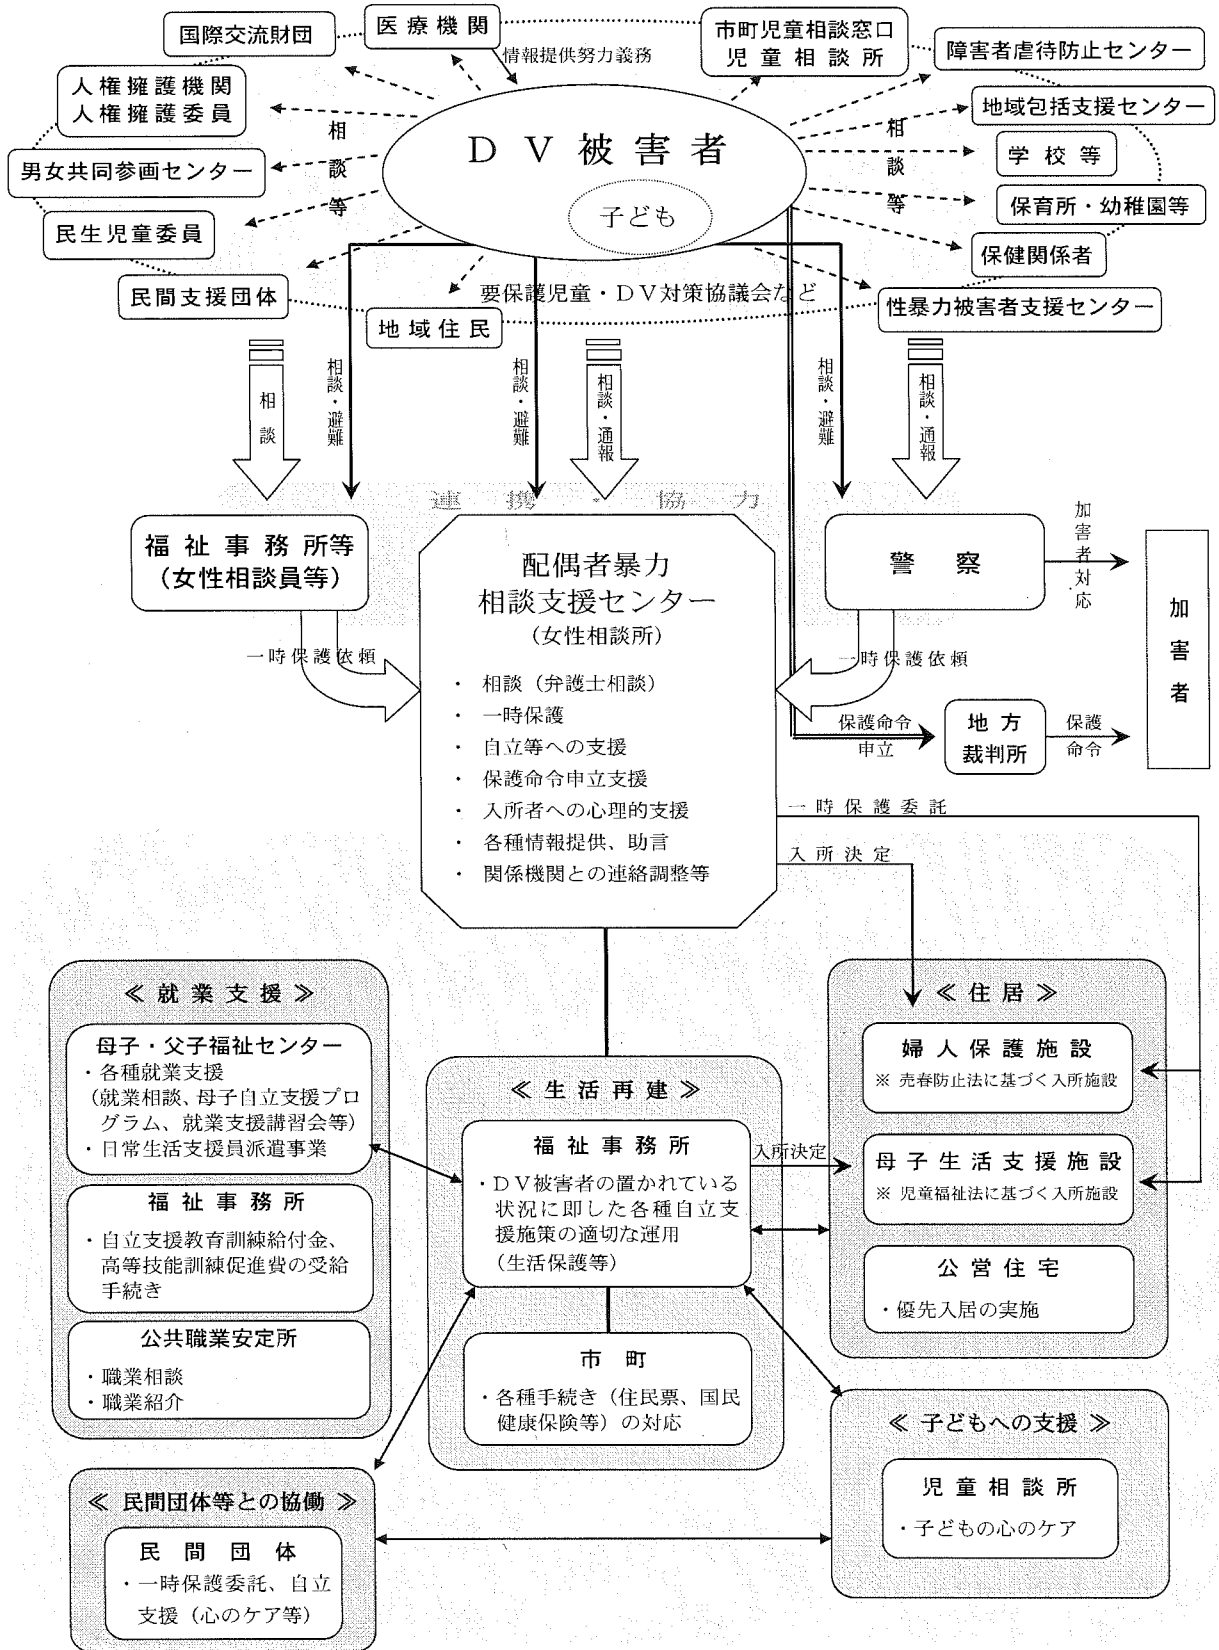 国際交流財団
医療機関
情報提供努力義務
市町児童相談窓口
児童相談所
障害者虐待防止センター
人権擁護機関
人権擁護委員
相談等
DV被害者
子ども
相談等
地域包括支援センター
男女共同参画センター
学校等
民生児童委員
保育所・幼稚園等
保健関係者
民間支援団体
要保護児童・DV対策協議会など
地域住民
性暴力被害者支援センター
相談
相談・避難
相談・避難
相談・通報
相談・避難
相談・通報
連携・協力
福祉事務所等
(女性相談員等)
配偶者暴力
相談支援センター
(女性相談所)
・ 相談(弁護士相談)
・ 一時保護
・ 自立等への支援
・ 保護命令申立支援
・ 入所者への心理的支援
・ 各種情報提供、助言
・ 関係機関との連絡調整等
警察
加害者対応
加害者
一時保護依頼
一時保護依頼
保護命令
申立
地方
裁判所
保護
命令
一時保護委託
入所決定
≪就業支援≫
母子・父子福祉センター
・各種就業支援
(就業相談、母子自立支援プロ
グラム、就業支援講習会等)
・日常生活支援員派遣事業
福祉事務所
・自立支援教育訓練給付金、
高等技能訓練促進費の受給
手続き
公共職業安定所
・職業相談
・職業紹介
≪生活再建≫
福祉事務所
・DV被害者の置かれている
状況に即した各種自立支
援施策の適切な運用
(生活保護等)
市町
・各種手続き(住民票、国民
健康保険等)の対応
入所決定
≪住居≫
婦人保護施設
※ 売春防止法に基づく入所施設
母子生活支援施設
※ 児童福祉法に基づく入所施設
公営住宅
・優先入居の実施
≪ 子どもへの支援 ≫
児童相談所
・子どもの心のケア
≪ 民間団体等との協働 ≫
民間団体
・一時保護委託、自立
支援(心のケア等)